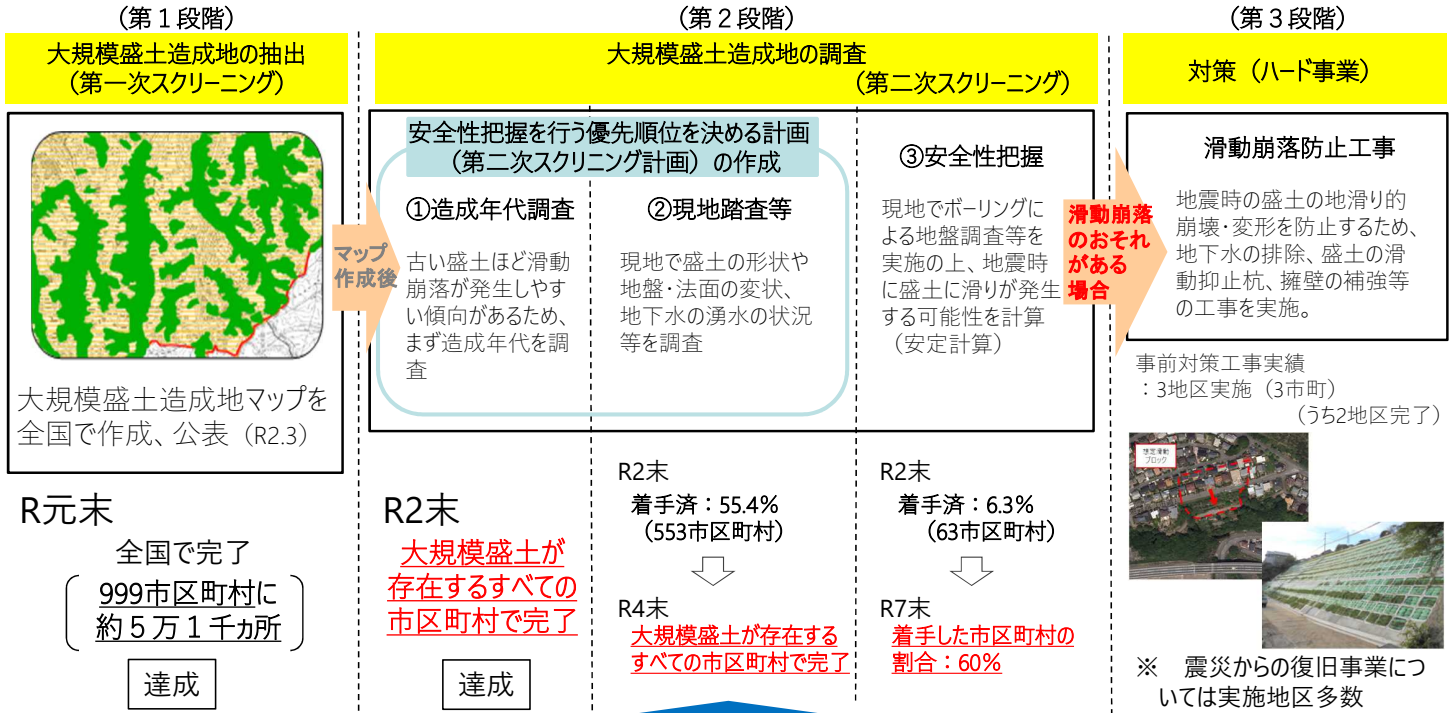 （第１段階）
大規模盛土造成地の抽出
（第一次スクリーニング）
大規模盛土造成地マップを
全国で作成、公表（R2.3）
R元末
全国で完了
999市区町村に
約５万１千ヵ所
達成
マップ
作成後
（第２段階）
大規模盛土造成地の調査
（第二次スクリーニング）
安全性把握を行う優先順位を決める計画
（第二次スクリニング計画）の作成
①造成年代調査
古い盛土ほど滑動
崩落が発生しやす
い傾向があるため、
まず造成年代を調
査
②現地踏査等
現地で盛土の形状や
地盤・法面の変状、
地下水の湧水の状況
等を調査
③安全性把握
現地でボーリングに
よる地盤調査等を
実施の上、地震時
に盛土に滑りが発生
する可能性を計算
（安定計算）
R2末
大規模盛土が
存在するすべての
市区町村で完了
達成
R2末
着手済：55.4%
（553市区町村）
R4末
大規模盛土が存在する
すべての市区町村で完了
R2末
着手済：6.3%
（63市区町村）
R7末
着手した市区町村の
割合：60%
滑動崩落
のおそれ
がある
場合
（第３段階）
対策（ハード事業）
滑動崩落防止工事
地震時の盛土の地滑り的
崩壊・変形を防止するため、
地下水の排除、盛土の滑
動抑止杭、擁壁の補強等
の工事を実施。
事前対策工事実績
：3地区実施（3市町）
（うち2地区完了）
想定滑動
ブロック
※　震災からの復旧事業につ
いては実施地区多数